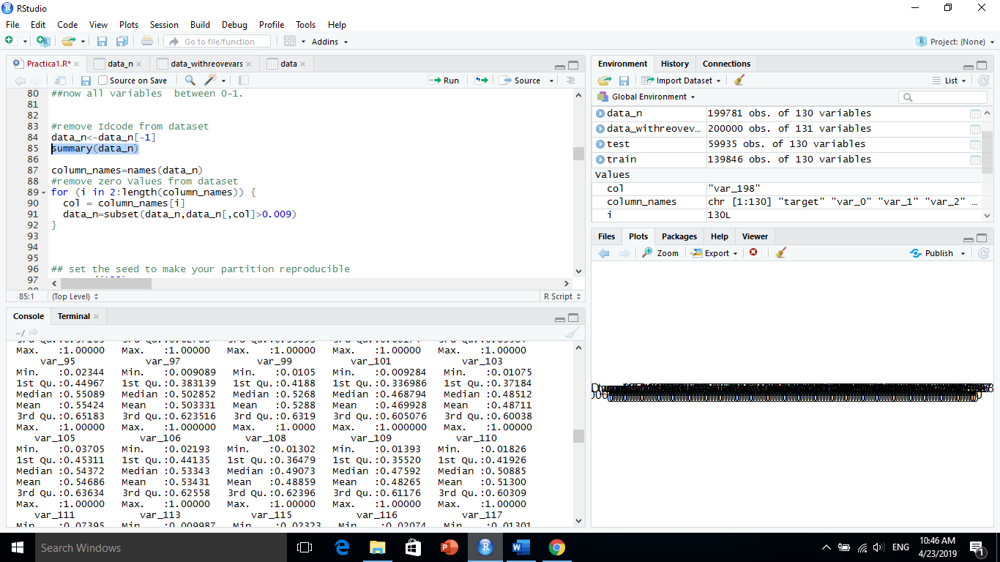 RStudio
File Edit Code View Plots Session Build Debug Profile Tools Help
Go to file/function Addins Project: (None)
Practica1.R* data_n data_withreovevars data
Source on Save Run Source
80 ##now all variables between 0-1.
81
82
83 #remove Idcode from dataset
84 data_n<-data_n[-1]
85 summary(data_n)
86
87 column_names=names(data_n)
88 #remove zero Values from dataset
89 for (i in 2:length(column_names)) {
90 col = column_names[i]
91 data_n=subset(data_n,data_n[,col]>0.009)
92 }
93
94
95
96 ## set the seed to make your partition reproducible
97
85:1 (Top Level) R Script
Console Terminal
~/
Max. :1.00000 Max. :1.00000 Max. :1.00000 Max. :1.00000 Max. :1.00000
var_95 var_97 var_99 var_101 var_103
Min. :0.02344 Min. :0.009089 Min. :0.0105 Min. :0.009284 Min. :0.01075
1st Qu.:0.44967 1st Qu.:0.383139 1st Qu.:0.4188 1st Qu.:0.336986 1st Qu.:0.37184
Median :0.55089 Median :0.502852 Median :0.5268 Median :0.468794 Median :0.48512
Mean :0.55424 Mean :0.503331 Mean :0.5288 Mean :0.469928 Mean :0.48711
3rd Qu.:0.65183 3rd Qu.:0.623516 3rd Qu.:0.6319 3rd Qu.:0.605076 3rd Qu.:0.60038
Max. :1.00000 Max. :1.000000 Max. :1.0000 Max. :1.000000 Max. :1.00000
var_105 var_106 var_108 var_109 var_110
Min. :0.03705 Min. :0.02193 Min. :0.01302 Min. :0.01393 Min. :0.01826
1st Qu.:0.45311 1st Qu.:0.44135 1st Qu.:0.36479 1st Qu.:0.35520 1st Qu.:0.41926
Median :0.54372 Median :0.53343 Median :0.49073 Median :0.47592 Median :0.50885
Mean :0.54686 Mean :0.53431 Mean :0.48859 Mean :0.48265 Mean :0.51300
3rd Qu.:0.63634 3rd Qu.:0.62558 3rd Qu.:0.62396 3rd Qu.:0.61176 3rd Qu.:0.60309
Max. :1.00000 Max. :1.00000 Max. :1.00000 Max. :1.00000 Max. :1.00000
var_111 var_113 var_115 var_116 var_117
Min. :0.07395 Min. :0.009987 Min. :0.02323 Min. :0.02074 Min. :0.01301
Environment History Connections
Import Dataset List
Global Environment
data_n 199781 obs. of 130 variables
data_withreovev… 200000 obs. of 131 variables
test 59935 obs. of 130 variables
train 139846 obs. of 130 variables
Values
col "var_198"
column_names chr [1:130] "target" "var_0" "var_1" "var_2" …
i 130L
Files Plots Packages Help Viewer
Zoom Export Publish
Search Windows
ENG
10:46 AM
4/23/2019
1